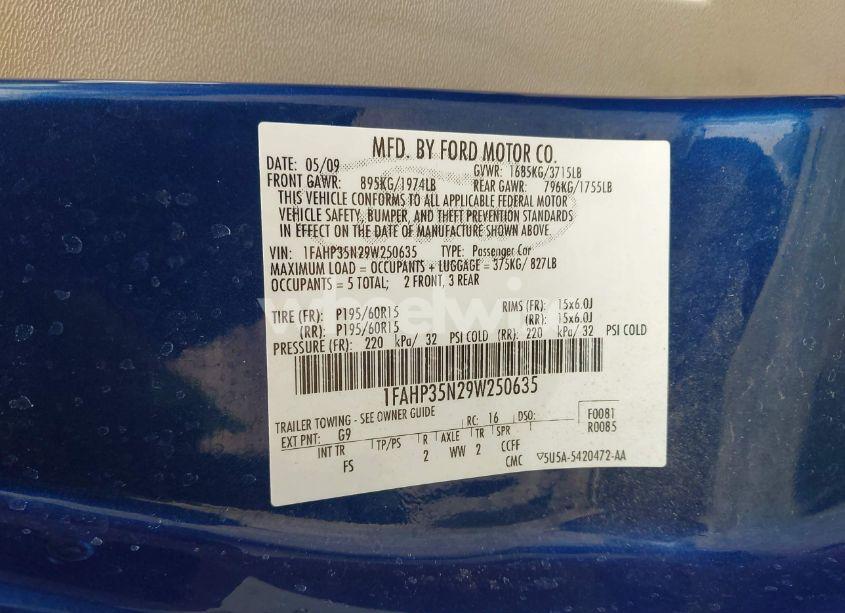 MFD. BY FORD MOTOR CO.
DATE: 05/09 GVWR: 1685KG/3715LB
FRONT GAWR: 895KG/1974LB REAR GAWR: 796KG/1755LB
THIS VEHICLE CONFORMS TO ALL APPLICABLE FEDERAL MOTOR
VEHICLE SAFETY, BUMPER, AND THEFT PREVENTION STANDARDS
IN EFFECT ON THE DATE OF MANUFACTURE SHOWN ABOVE.
VIN: 1FAHP35N29W250635 TYPE: Passenger Car
MAXIMUM LOAD = OCCUPANTS + LUGGAGE = 375KG/ 827LB
OCCUPANTS = 5 TOTAL; 2 FRONT, 3 REAR
TIRE (FR): P195/60R15 RIMS (FR): 15x6.0J
(RR): P195/60R15 (RR): 15x6.0J
PRESSURE (FR): 220 kPa/ 32 PSI COLD (RR): 220 kPa/ 32 PSI COLD
1FAHP35N29W250635
TRAILER TOWING - SEE OWNER GUIDE RC: 16 DSO: F0081
EXT PNT: G9 R0085
INT TR TP/PS R AXLE TR SPR
FS 2 WW 2 CCFF
CMC 5U5A-5420472-AA